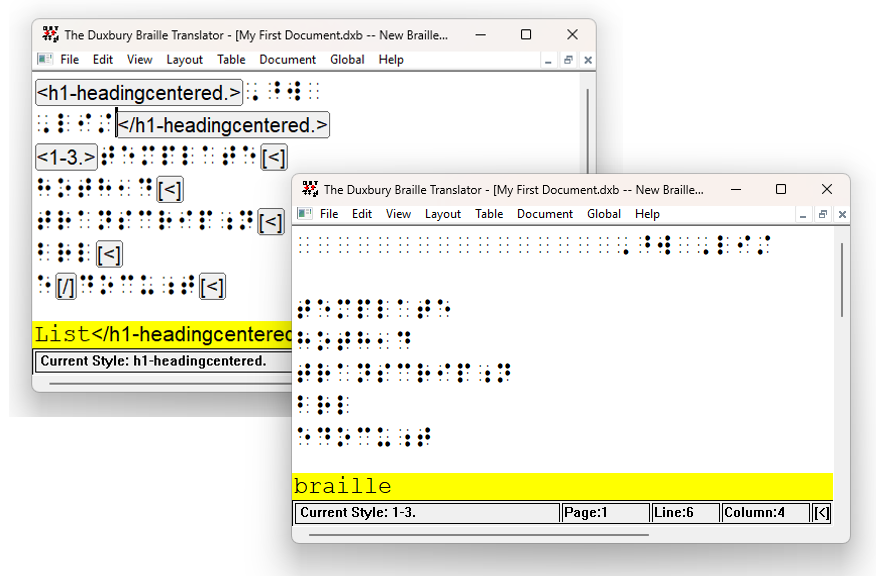 The Duxbury Braille Translator - [My First Document.dxb -- New Braille...
File Edit View Layout Table Document Global Help
<h1-headingcentered.>⠠⠘⠺⠀
⠠⠇⠊⠌</h1-headingcentered.>
<1-3.>⠞⠑⠍⠏⠇⠁⠞⠑[<]
⠓⠕⠞⠓⠂⠙[<]
⠞⠗⠁⠝⠎⠉⠗⠊⠏⠰⠝[<]
⠃⠗⠇[<]
⠑[/]⠙⠕⠉⠥⠰⠞[<]
List</h1-headingcentered
Current Style: h1-headingcentered.
The Duxbury Braille Translator - [My First Document.dxb -- New Braille...
File Edit View Layout Table Document Global Help
⠠⠘⠺⠀⠠⠇⠊⠌
⠞⠑⠍⠏⠇⠁⠞⠑
⠓⠕⠞⠓⠂⠙
⠞⠗⠁⠝⠎⠉⠗⠊⠏⠰⠝
⠃⠗⠇
⠑⠙⠕⠉⠥⠰⠞
braille
Current Style: 1-3. Page:1 Line:6 Column:4 [<]